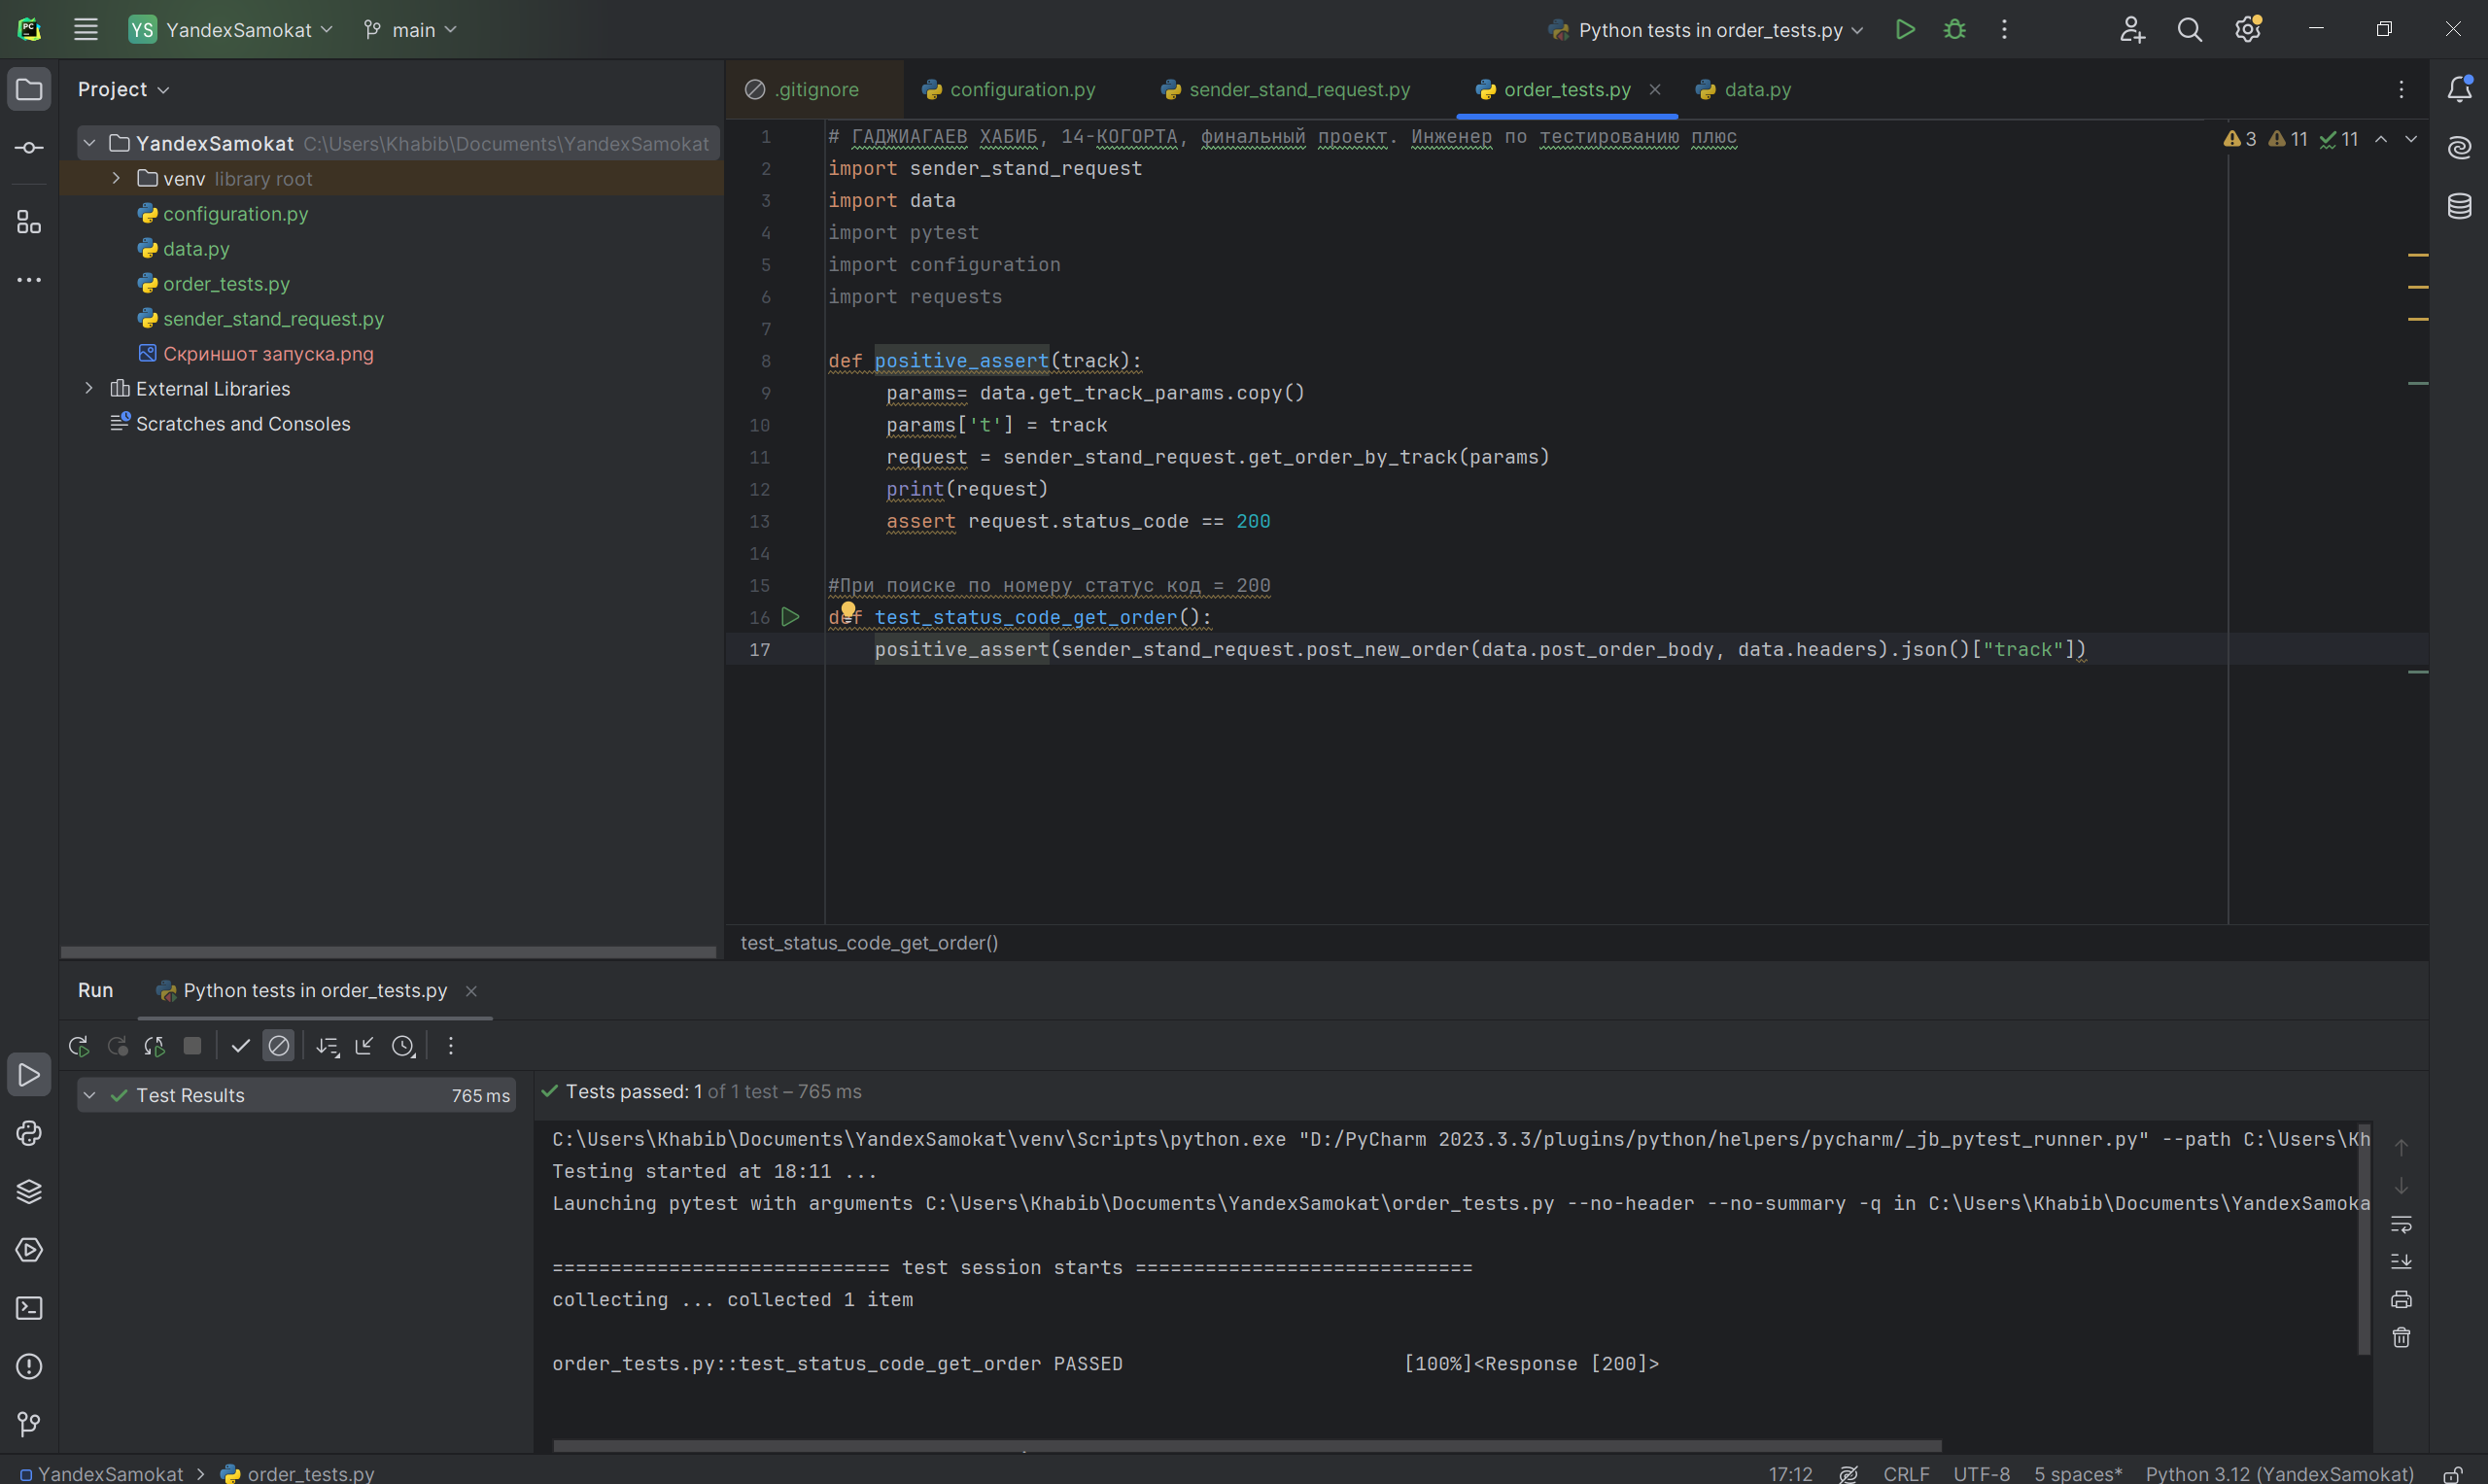 PC YS YandexSamokat main Python tests in order_tests.py
Project
YandexSamokat C:\Users\Khabib\Documents\YandexSamokat
venv library root
configuration.py
data.py
order_tests.py
sender_stand_request.py
Скриншот запуска.png
External Libraries
Scratches and Consoles
.gitignore configuration.py sender_stand_request.py order_tests.py data.py
3 11 11
1 # ГАДЖИАГАЕВ ХАБИБ, 14-КОГОРТА, финальный проект. Инженер по тестированию плюс
2 import sender_stand_request
3 import data
4 import pytest
5 import configuration
6 import requests
7
8 def positive_assert(track):
9 params= data.get_track_params.copy()
10 params['t'] = track
11 request = sender_stand_request.get_order_by_track(params)
12 print(request)
13 assert request.status_code == 200
14
15 #При поиске по номеру статус код = 200
16 def test_status_code_get_order():
17 positive_assert(sender_stand_request.post_new_order(data.post_order_body, data.headers).json()["track"])
test_status_code_get_order()
Run Python tests in order_tests.py
Test Results 765 ms
Tests passed: 1 of 1 test – 765 ms
C:\Users\Khabib\Documents\YandexSamokat\venv\Scripts\python.exe "D:/PyCharm 2023.3.3/plugins/python/helpers/pycharm/_jb_pytest_runner.py" --path C:\Users\Kh
Testing started at 18:11 ...
Launching pytest with arguments C:\Users\Khabib\Documents\YandexSamokat\order_tests.py --no-header --no-summary -q in C:\Users\Khabib\Documents\YandexSamoka
============================= test session starts =============================
collecting ... collected 1 item
order_tests.py::test_status_code_get_order PASSED [100%]<Response [200]>
YandexSamokat > order_tests.py 17:12 CRLF UTF-8 5 spaces* Python 3.12 (YandexSamokat)